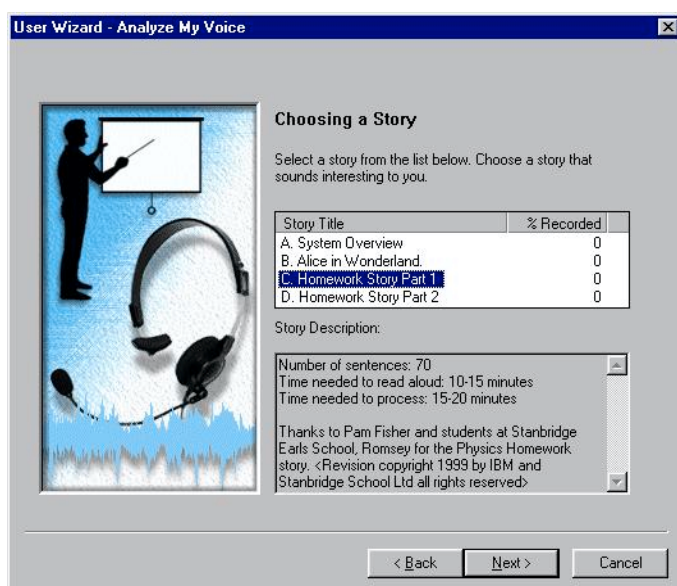 User Wizard - Analyze My Voice
Choosing a Story
Select a story from the list below. Choose a story that
sounds interesting to you.
Story Title % Recorded
A. System Overview 0
B. Alice in Wonderland. 0
C. Homework Story Part 1 0
D. Homework Story Part 2 0
Story Description:
Number of sentences: 70
Time needed to read aloud: 10-15 minutes
Time needed to process: 15-20 minutes
Thanks to Pam Fisher and students at Stanbridge
Earls School, Romsey for the Physics Homework
story. <Revision copyright 1999 by IBM and
Stanbridge School Ltd all rights reserved>
< Back Next > Cancel